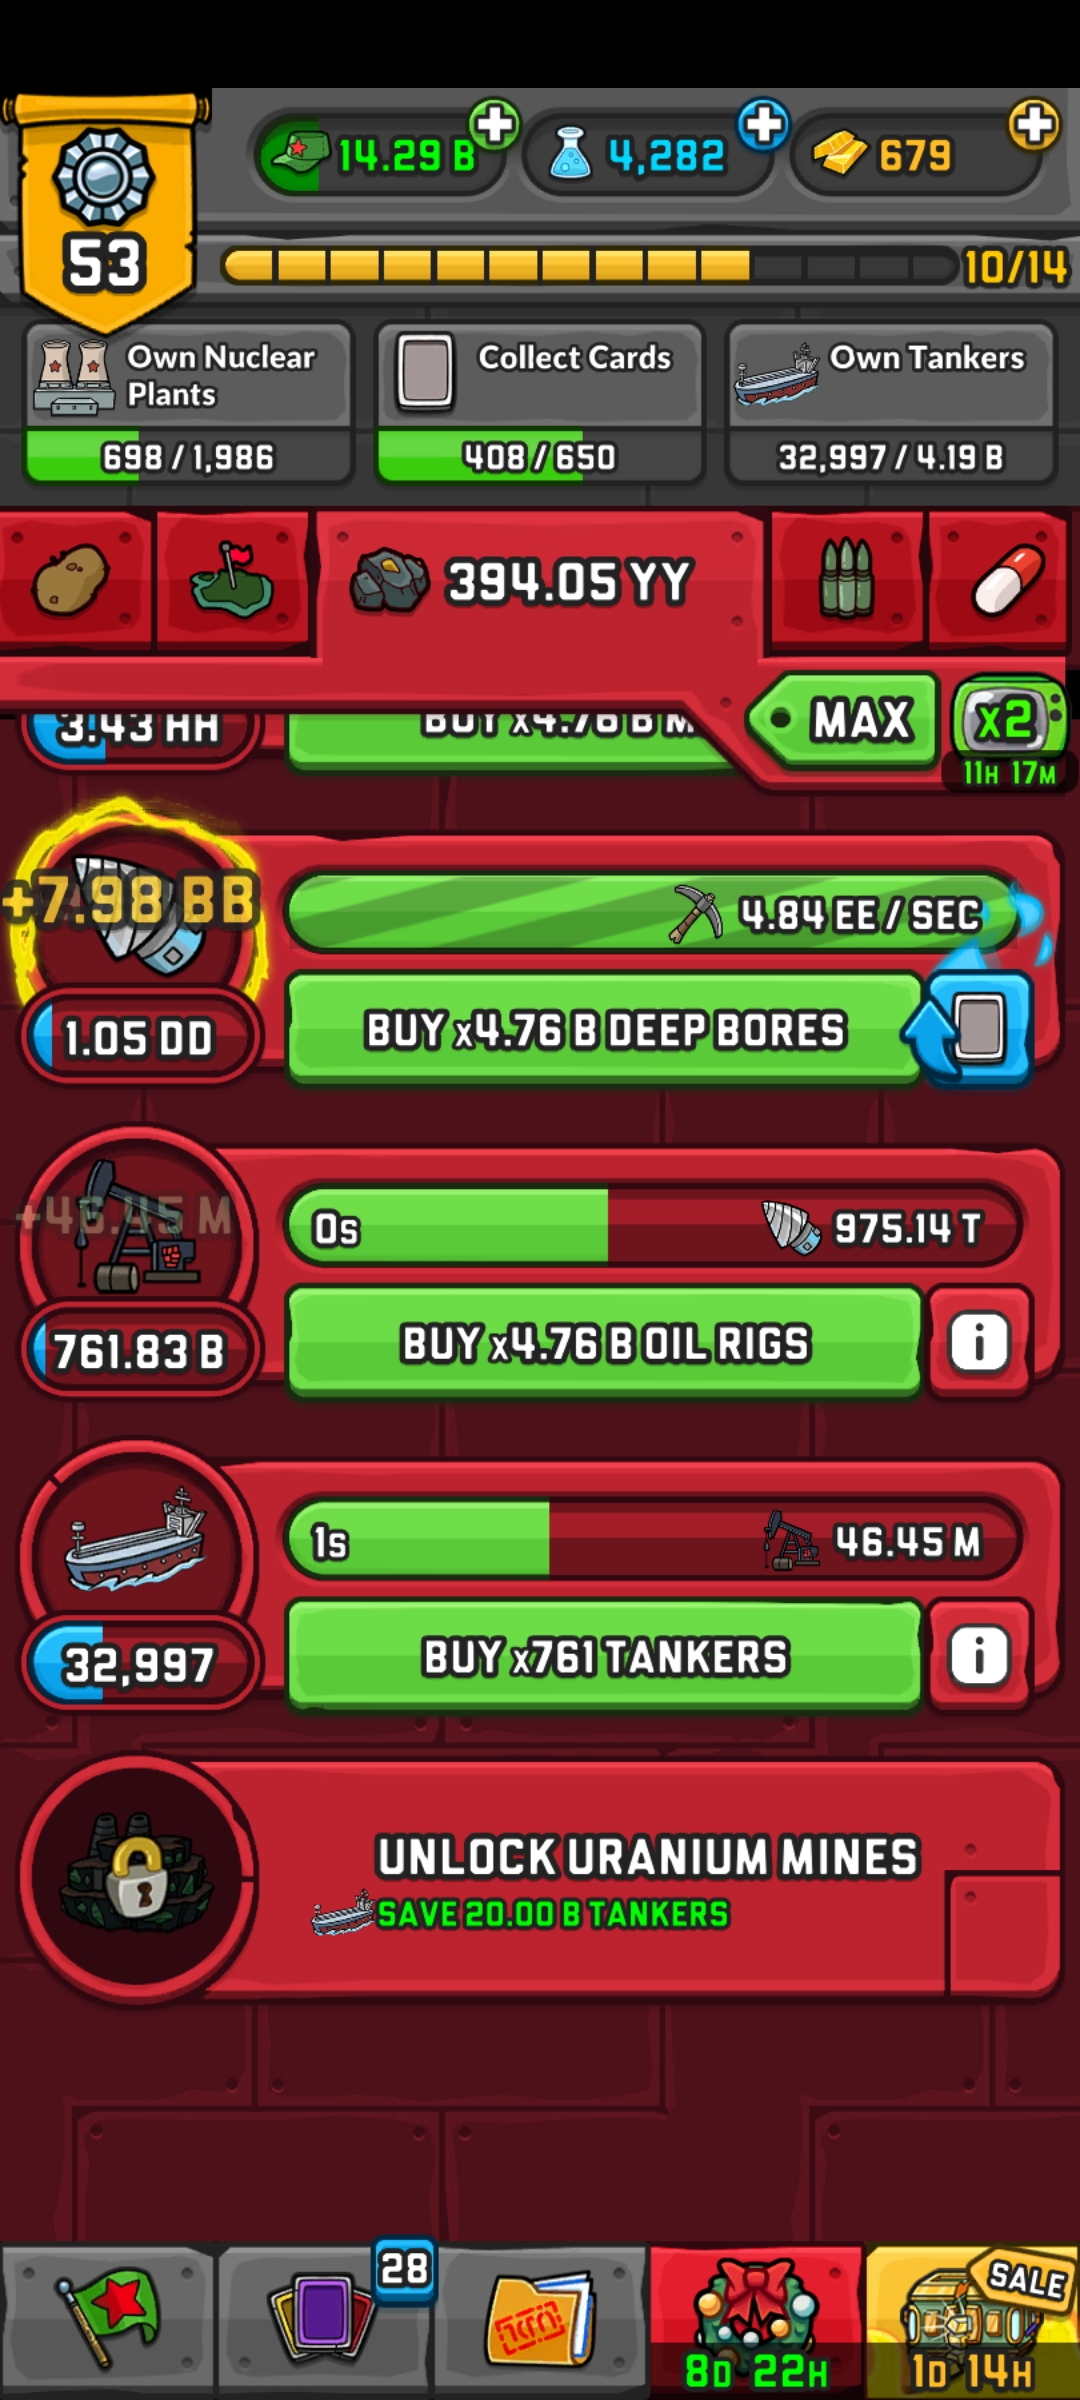 14.29 B
4,282
679
53
10/14
Own Nuclear
Plants
698 / 1,986
Collect Cards
408 / 650
Own Tankers
32,997 / 4.19 B
394.05 YY
MAX
x2
11H 17M
3.43 HH
BUY x4.76 B M
+7.98 BB
4.84 EE / SEC
1.05 DD
BUY x4.76 B DEEP BORES
+46.45 M
0s
975.14 T
761.83 B
BUY x4.76 B OIL RIGS
i
1s
46.45 M
32,997
BUY x761 TANKERS
i
UNLOCK URANIUM MINES
SAVE 20.00 B TANKERS
28
8D 22H
SALE
1D 14H